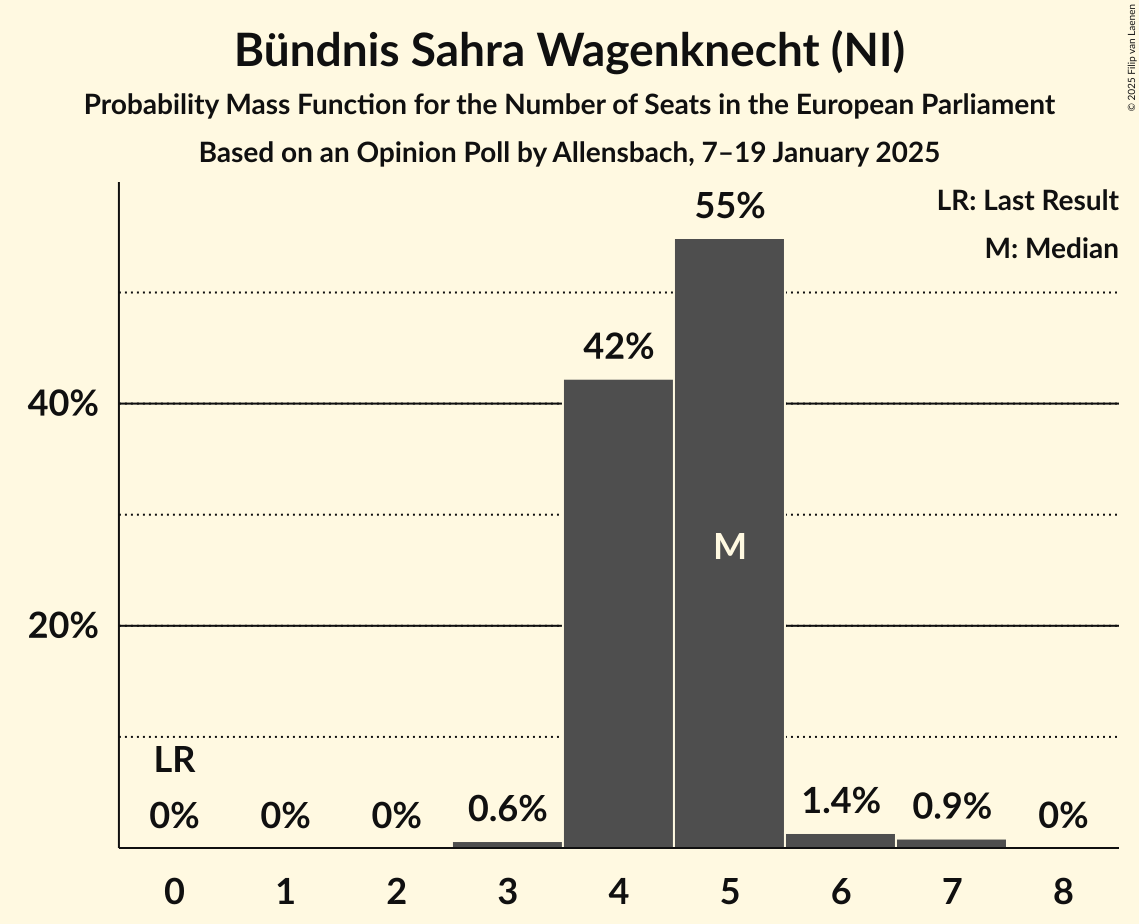 Bündnis Sahra Wagenknecht (NI)
Probability Mass Function for the Number of Seats in the European Parliament
Based on an Opinion Poll by Allensbach, 7–19 January 2025
© 2025 Filip van Laenen
LR: Last Result
M: Median
55%
42%
40%
M
20%
LR
0% 0% 0% 0.6% 1.4% 0.9% 0%
0 1 2 3 4 5 6 7 8